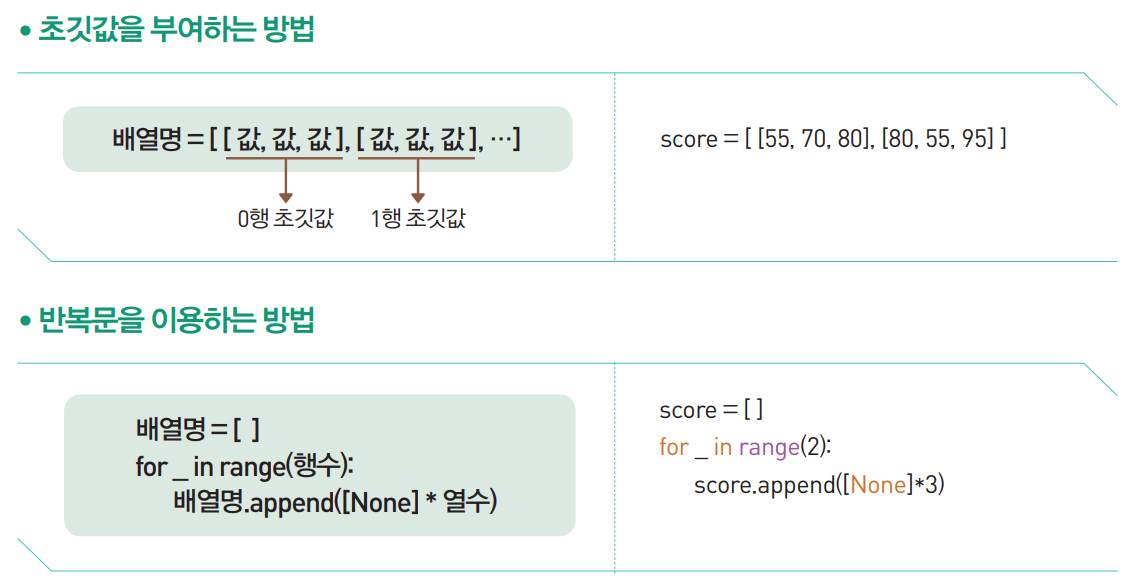 • 초깃값을 부여하는 방법
배열명 = [ [ 값, 값, 값 ], [ 값, 값, 값 ], ⋯]
0행 초깃값 1행 초깃값
score = [ [55, 70, 80], [80, 55, 95] ]
• 반복문을 이용하는 방법
배열명 = [ ]
for _ in range(행수):
배열명.append([None] * 열수)
score = [ ]
for _ in range(2):
score.append([None]*3)